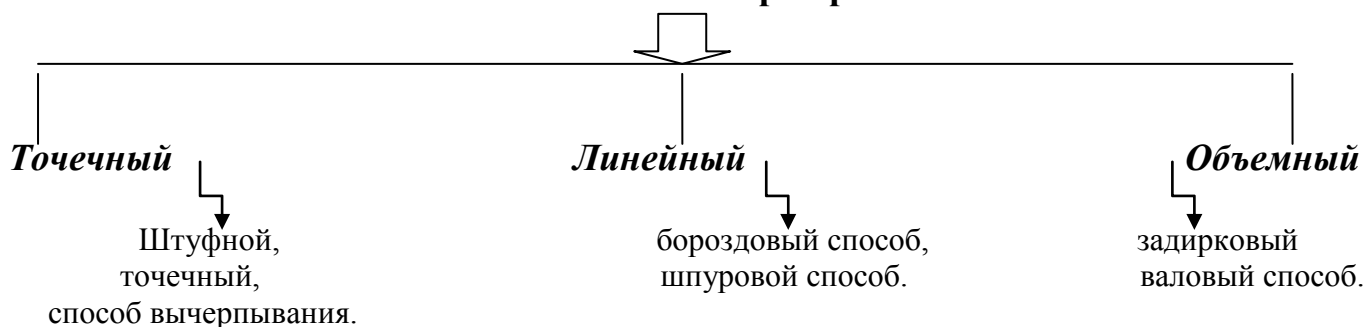 Точечный Линейный Объемный
Штуфной, бороздовый способ, задирковый
точечный, шпуровой способ. валовый способ.
способ вычерпывания.